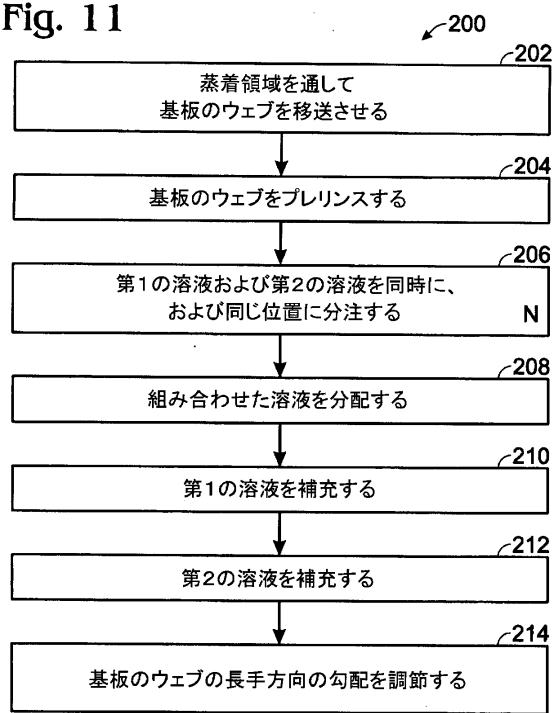 Fig. 11
200
202
蒸着領域を通して
基板のウェブを移送させる
204
基板のウェブをプレリンスする
206
第1の溶液および第2の溶液を同時に、
および同じ位置に分注する
N
208
組み合わせた溶液を分配する
210
第1の溶液を補充する
212
第2の溶液を補充する
214
基板のウェブの長手方向の勾配を調節する